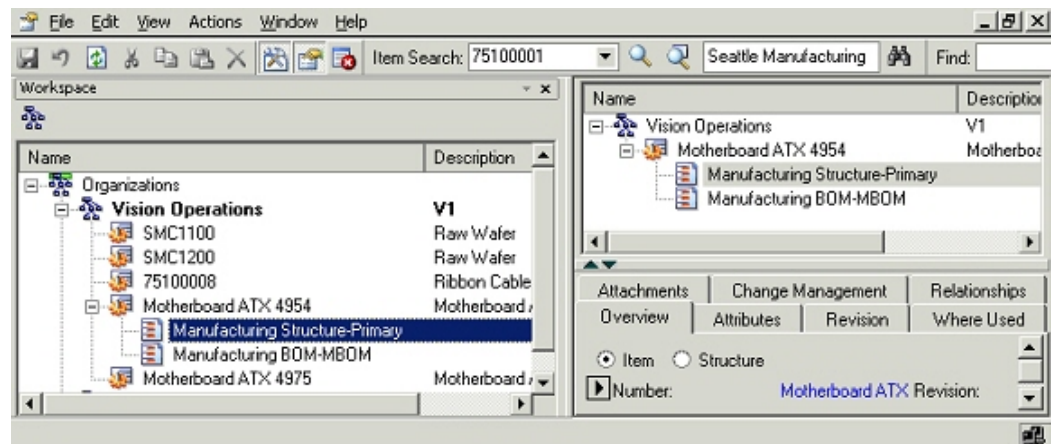 File Edit View Actions Window Help
Item Search: 75100001 Seattle Manufacturing Find:
Workspace
Name Description
Organizations
Vision Operations V1
SMC1100 Raw Wafer
SMC1200 Raw Wafer
75100008 Ribbon Cable
Motherboard ATX 4954 Motherboard
Manufacturing Structure-Primary
Manufacturing BOM-MBOM
Motherboard ATX 4975 Motherboard
Name Description
Vision Operations V1
Motherboard ATX 4954 Motherboa
Manufacturing Structure-Primary
Manufacturing BOM-MBOM
Attachments Change Management Relationships
Overview Attributes Revision Where Used
Item Structure
Number: Motherboard ATX Revision: